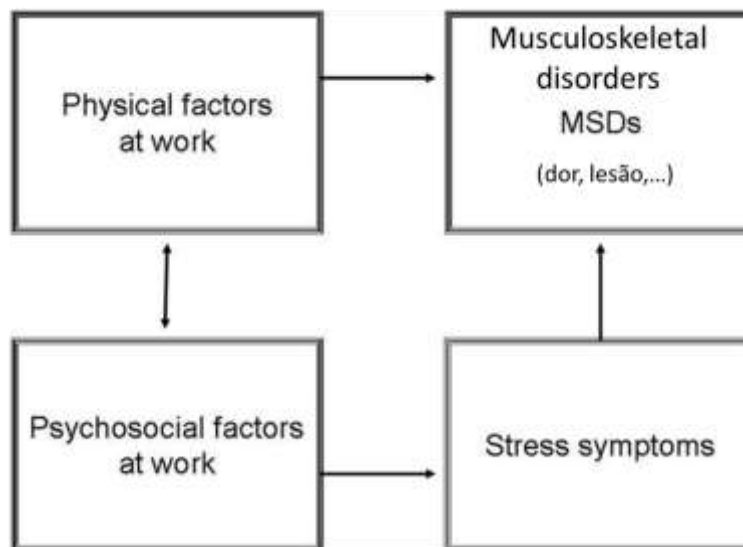 Physical factors
at work
Musculoskeletal
disorders
MSDs
(dor, lesão,...)
Psychosocial factors
at work
Stress symptoms